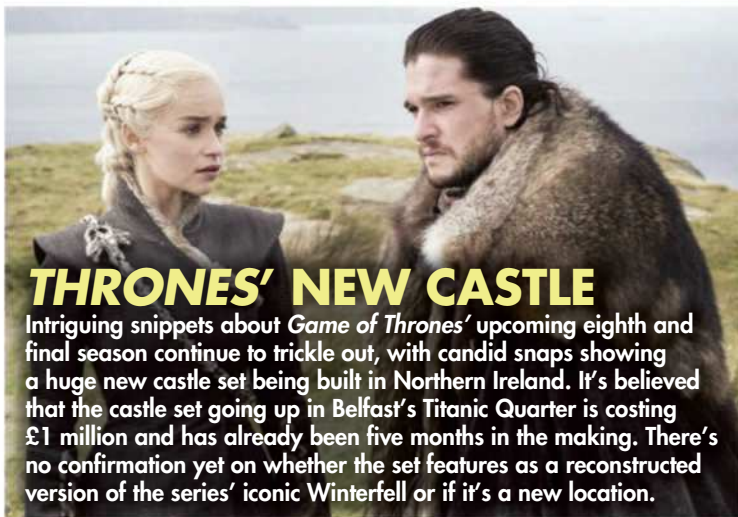 THRONES' NEW CASTLE
Intriguing snippets about Game of Thrones' upcoming eighth and
final season continue to trickle out, with candid snaps showing
a huge new castle set being built in Northern Ireland. It's believed
that the castle set going up in Belfast's Titanic Quarter is costing
£1 million and has already been five months in the making. There's
no confirmation yet on whether the set features as a reconstructed
version of the series' iconic Winterfell or if it's a new location.